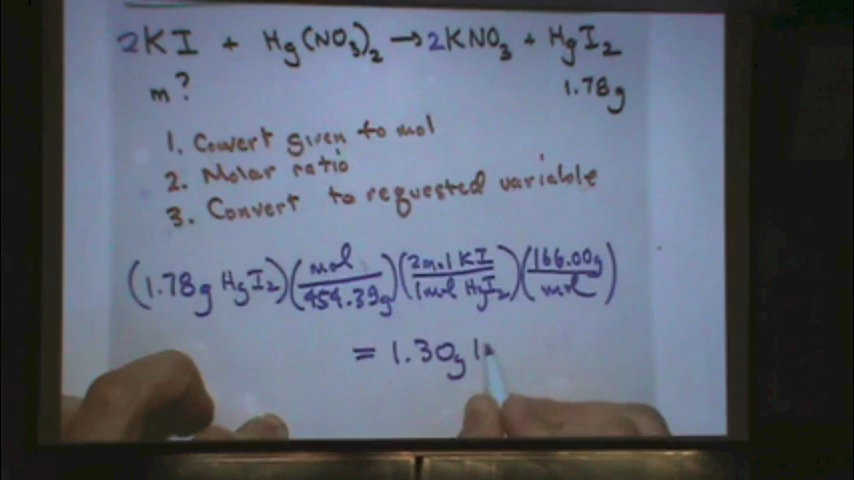 2KI + Hg(NO₃)₂ → 2KNO₃ + HgI₂
m? 1.78g
1. Convert given to mol
2. Molar ratio
3. Convert to requested variable
(1.78g HgI₂)(mol/454.39g)(2mol KI/1mol HgI₂)(166.00g/mol)
= 1.30g